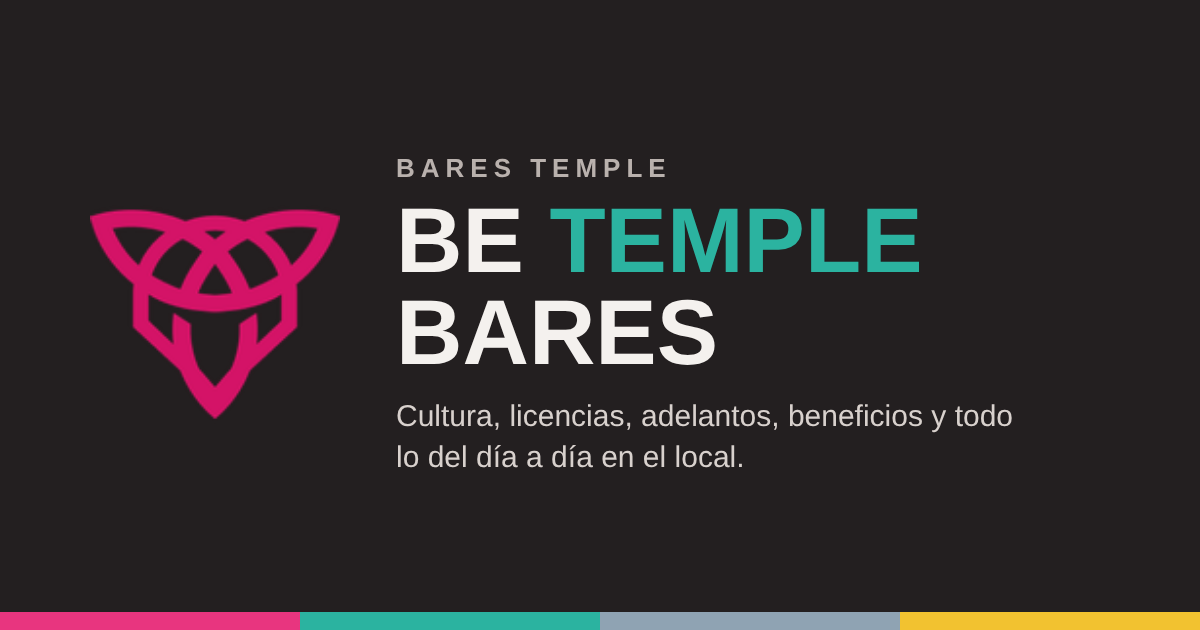 BARES TEMPLE
BE TEMPLE
BARES
Cultura, licencias, adelantos, beneficios y todo
lo del día a día en el local.